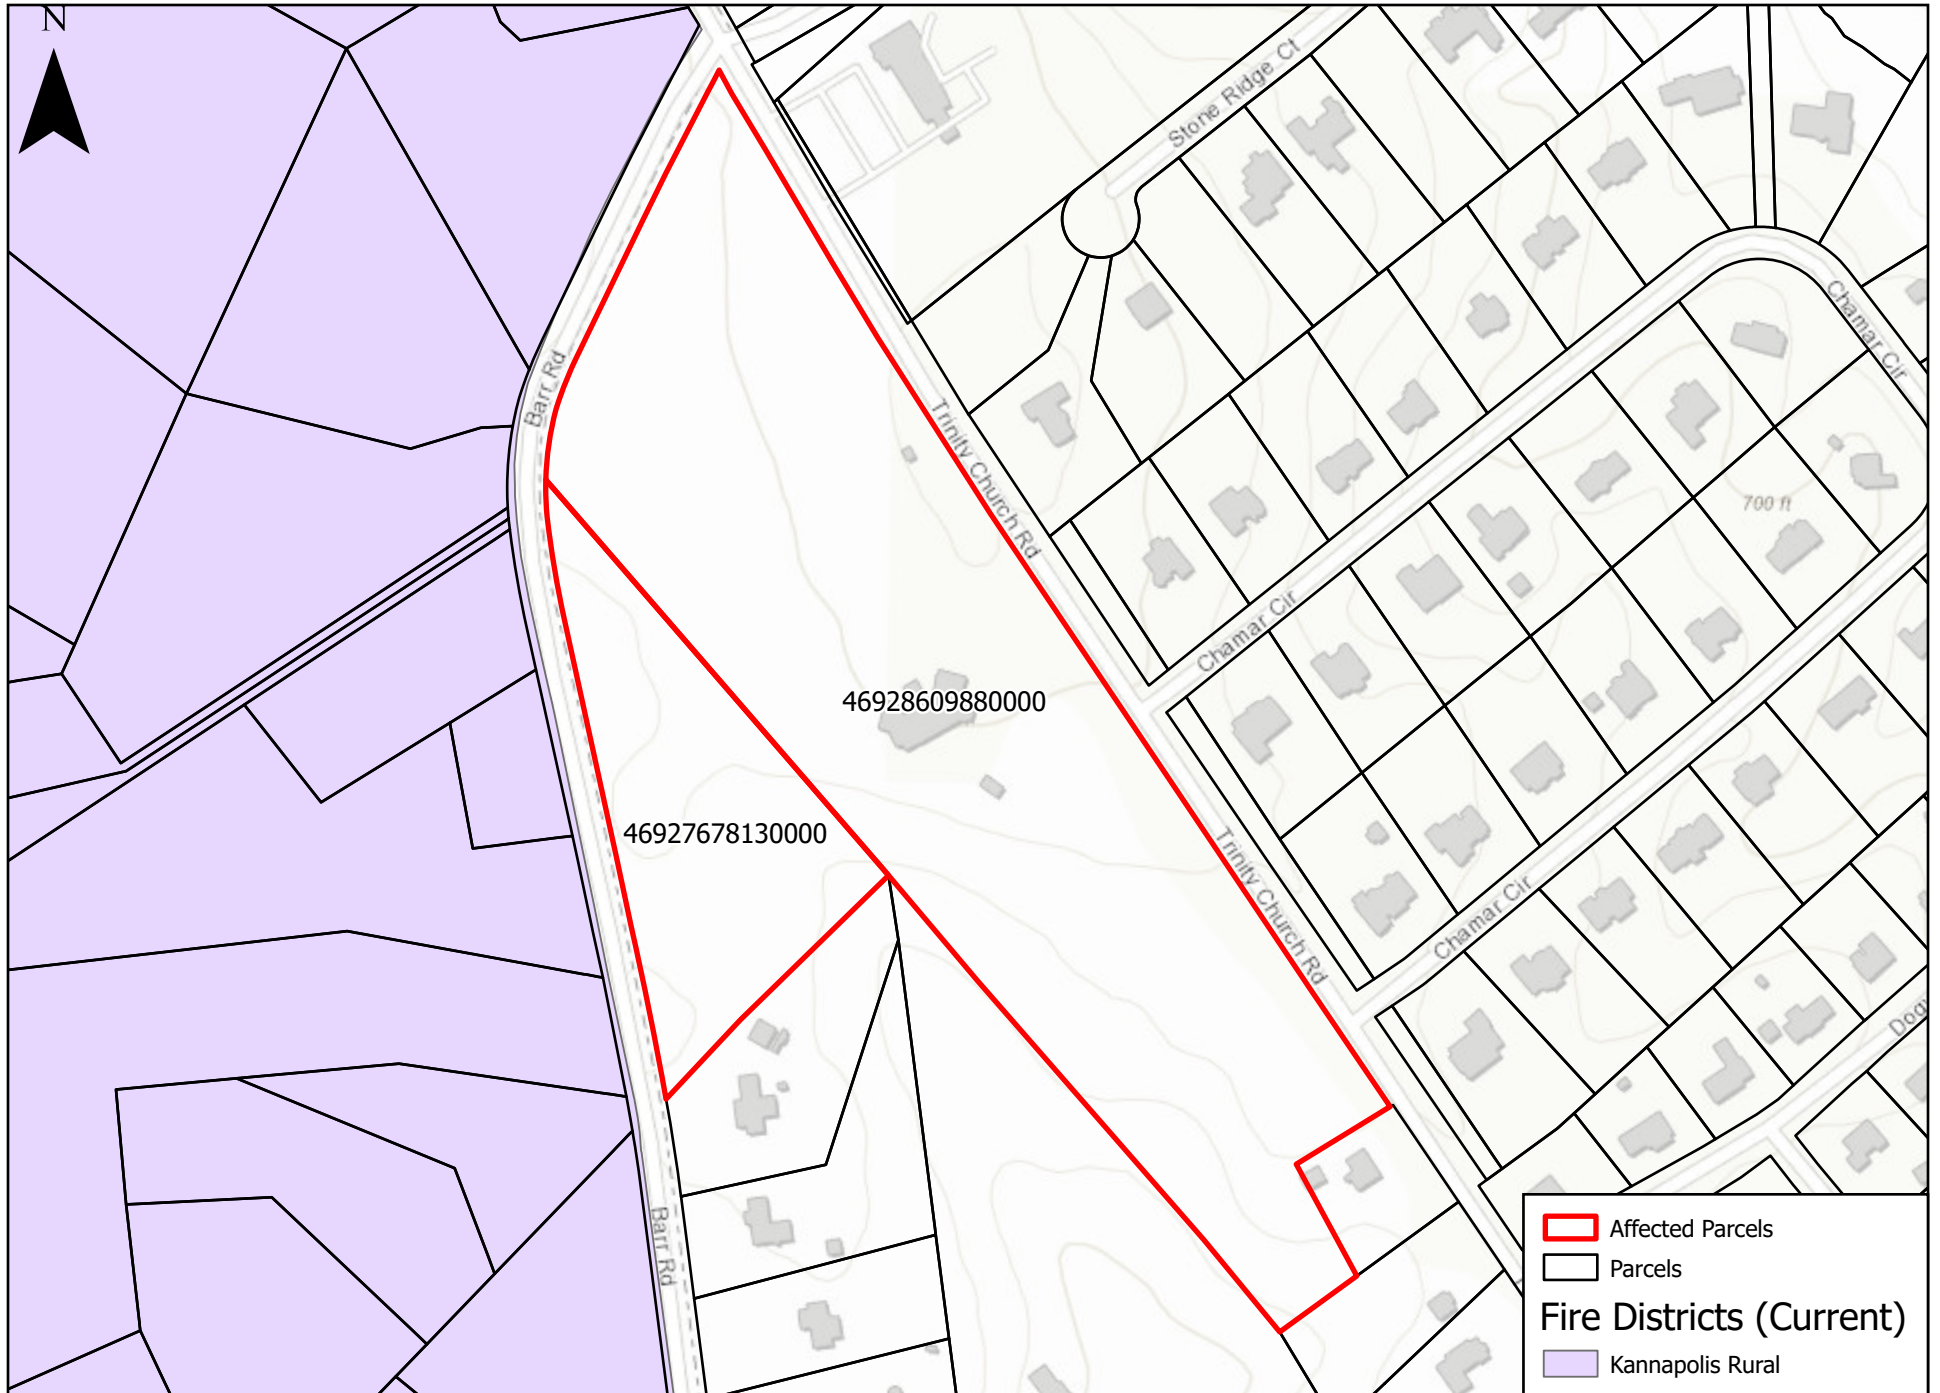 N
Stone Ridge Ct
Chamar Cir
Barr Rd
Trinity Church Rd
700 ft
Chamar Cir
46928609880000
46927678130000
Trinity Church Rd
Chamar Cir
Barr Rd
Affected Parcels
Parcels
Fire Districts (Current)
Kannapolis Rural